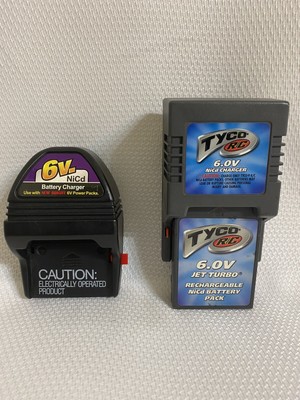 6V
NiCd
Battery Charger
Use with 6V Power Packs.
CAUTION:
ELECTRICALLY OPERATED
PRODUCT
TYCO
RC
6.0V
NiCd CHARGER
TYCO
RC
6.0V
JET TURBO
RECHARGEABLE
NiCd BATTERY
PACK